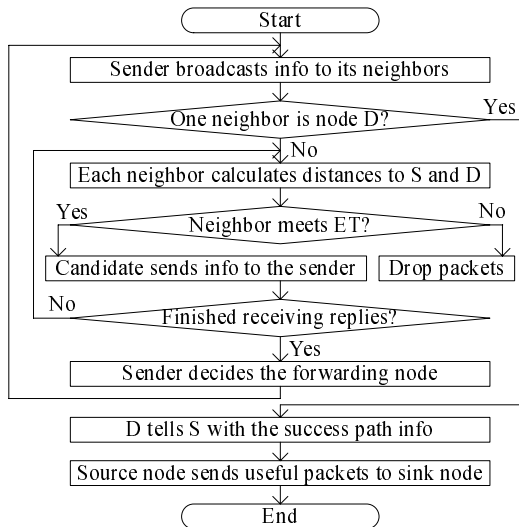 Start
Sender broadcasts info to its neighbors
One neighbor is node D?
Yes
No
Each neighbor calculates distances to S and D
Yes
Neighbor meets ET?
No
Candidate sends info to the sender
Drop packets
No
Finished receiving replies?
Yes
Sender decides the forwarding node
D tells S with the success path info
Source node sends useful packets to sink node
End